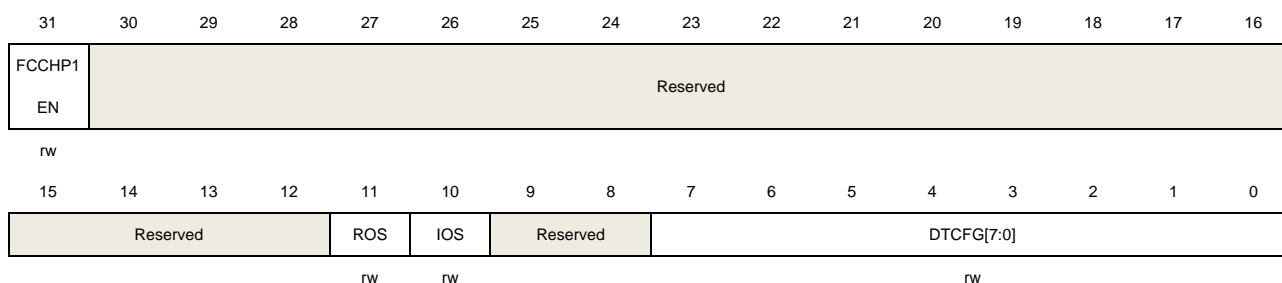 31 30 29 28 27 26 25 24 23 22 21 20 19 18 17 16
FCCHP1
EN
Reserved
rw
15 14 13 12 11 10 9 8 7 6 5 4 3 2 1 0
Reserved ROS IOS Reserved DTCFG[7:0]
rw rw rw